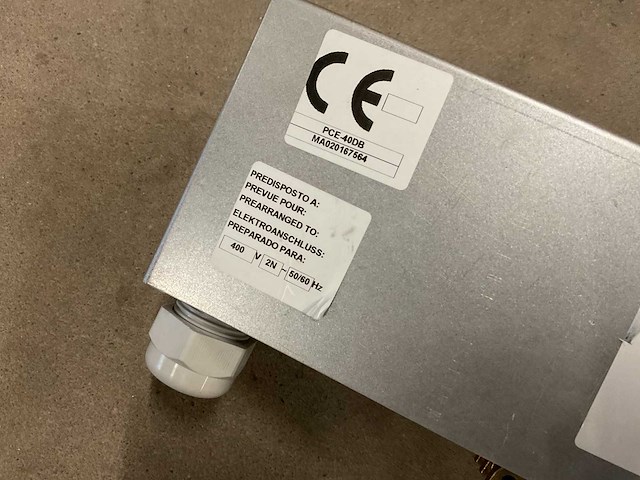 CE
PCE-40DB
MA020167564
PREDISPOSTO A:
PREVUE POUR:
PREARRANGED TO:
ELEKTROANSCHLUSS:
PREPARADO PARA:
400 V 2N ~ 50/60 Hz